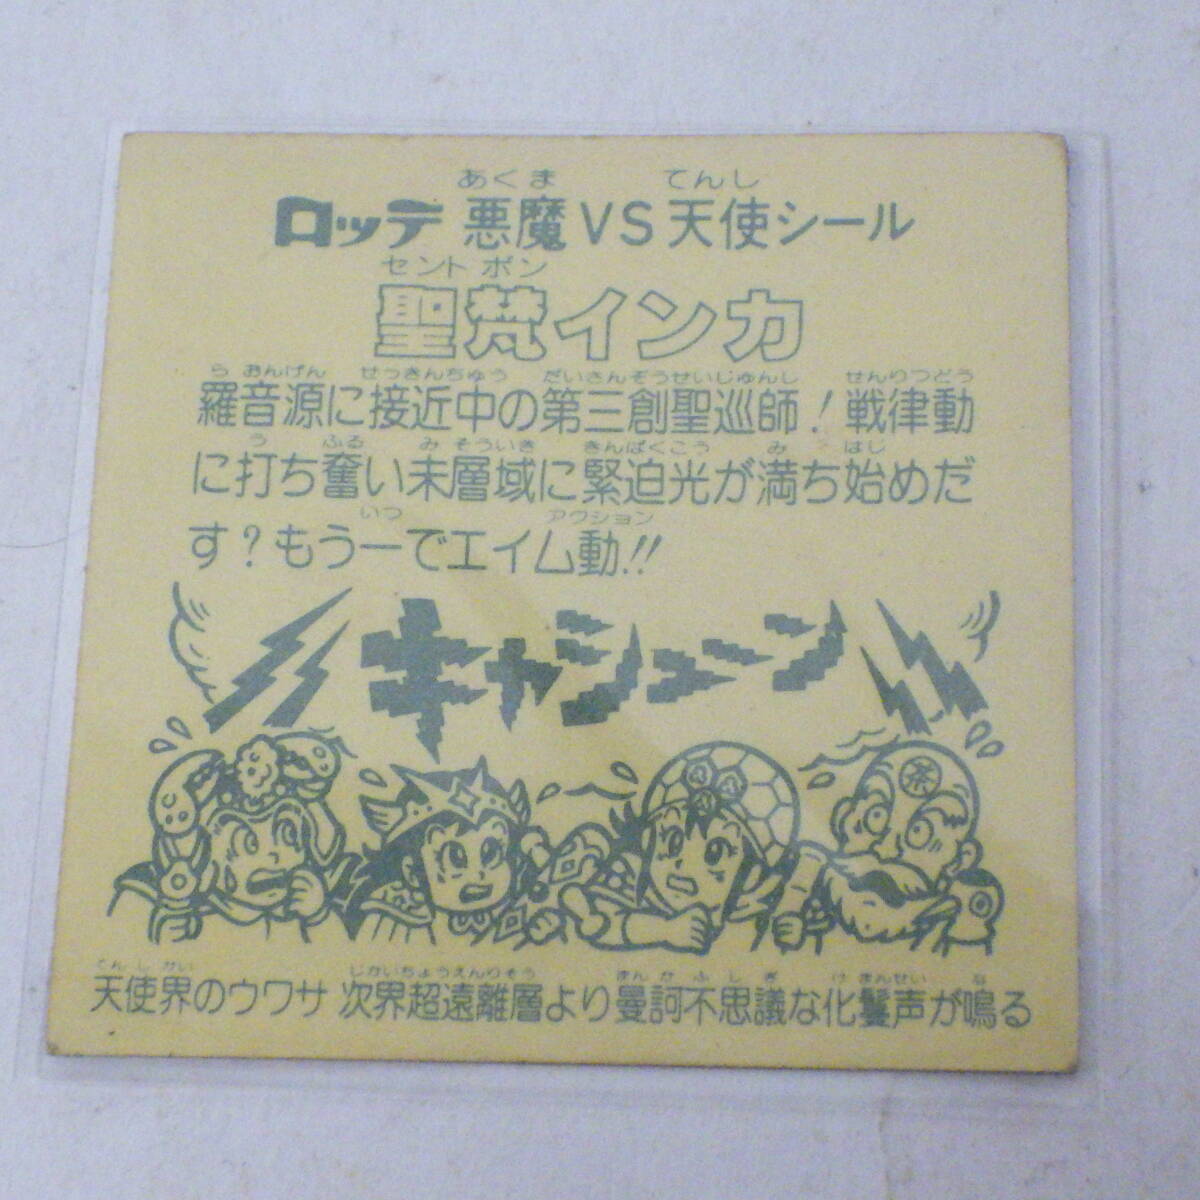 あくま てんし
ロッテ 悪魔VS天使シール
セント ボン
聖梵インカ
ら おんげん せっきんちゅう だいさんそうせいじゅんし せんりつどう
羅音源に接近中の第三創聖巡師!戦律動
う ふる み そういき きんぱくこう み はじ
に打ち奮い未層域に緊迫光が満ち始めだ
いつ アクション
す?もう一でエイム動!!
キャシューン
茶
てんしかい じかいちょうえんりそう まん か ふ し ぎ け まんせい な
天使界のウワサ 次界超遠離層より曼訶不思議な化鬘声が鳴る